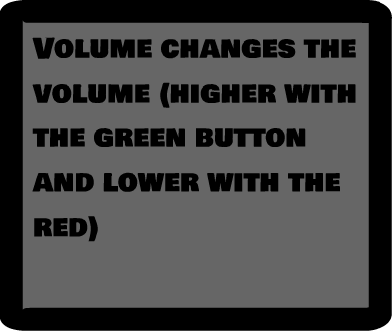 Volume changes the
volume (higher with
the green button
and lower with the
red)